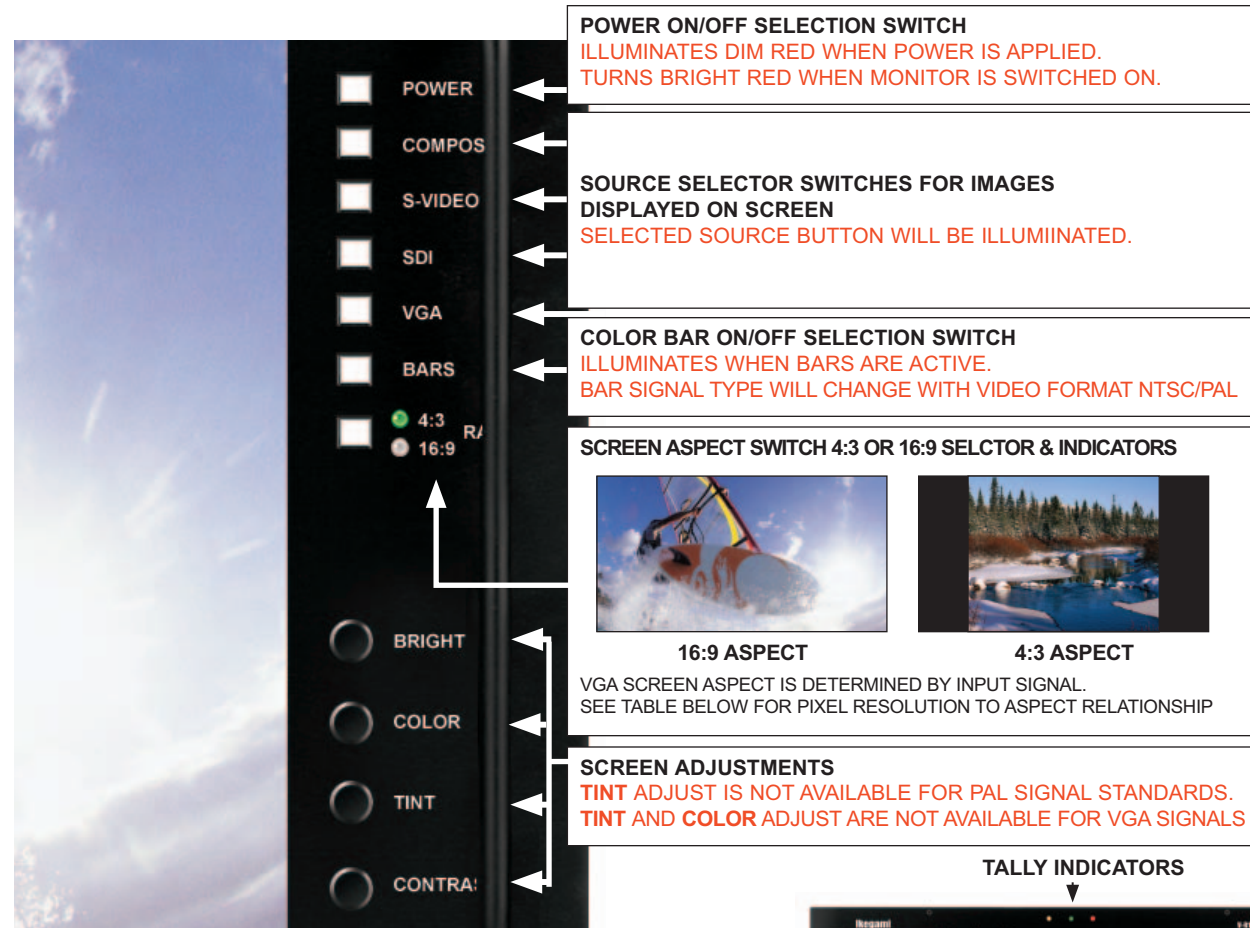 POWER
COMPOS
S-VIDEO
SDI
VGA
BARS
4:3
16:9
RA
BRIGHT
COLOR
TINT
CONTRAS
POWER ON/OFF SELECTION SWITCH
ILLUMINATES DIM RED WHEN POWER IS APPLIED.
TURNS BRIGHT RED WHEN MONITOR IS SWITCHED ON.
SOURCE SELECTOR SWITCHES FOR IMAGES
DISPLAYED ON SCREEN
SELECTED SOURCE BUTTON WILL BE ILLUMIINATED.
COLOR BAR ON/OFF SELECTION SWITCH
ILLUMINATES WHEN BARS ARE ACTIVE.
BAR SIGNAL TYPE WILL CHANGE WITH VIDEO FORMAT NTSC/PAL
SCREEN ASPECT SWITCH 4:3 OR 16:9 SELCTOR & INDICATORS
16:9 ASPECT
4:3 ASPECT
VGA SCREEN ASPECT IS DETERMINED BY INPUT SIGNAL.
SEE TABLE BELOW FOR PIXEL RESOLUTION TO ASPECT RELATIONSHIP
SCREEN ADJUSTMENTS
TINT ADJUST IS NOT AVAILABLE FOR PAL SIGNAL STANDARDS.
TINT AND COLOR ADJUST ARE NOT AVAILABLE FOR VGA SIGNALS
TALLY INDICATORS
Ikegami